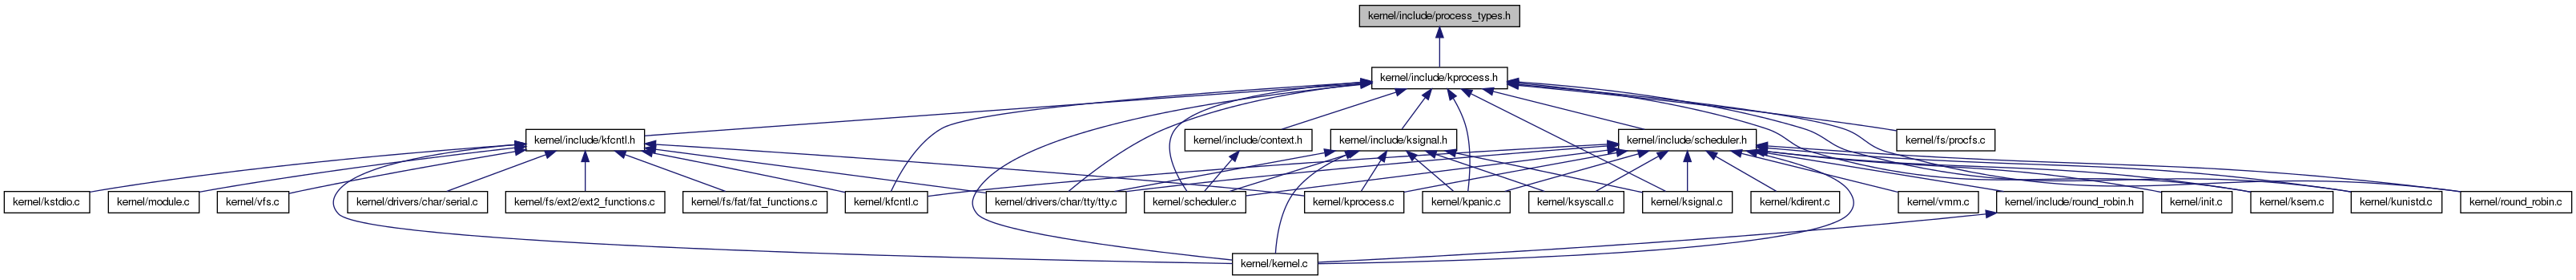 kernel/include/process_types.h
kernel/include/kprocess.h
kernel/include/kfcntl.h
kernel/include/context.h
kernel/include/ksignal.h
kernel/include/scheduler.h
kernel/fs/procfs.c
kernel/kstdio.c
kernel/module.c
kernel/vfs.c
kernel/drivers/char/serial.c
kernel/fs/ext2/ext2_functions.c
kernel/fs/fat/fat_functions.c
kernel/kfcntl.c
kernel/drivers/char/tty/tty.c
kernel/scheduler.c
kernel/kprocess.c
kernel/kpanic.c
kernel/ksyscall.c
kernel/ksignal.c
kernel/kdirent.c
kernel/vmm.c
kernel/include/round_robin.h
kernel/init.c
kernel/ksem.c
kernel/kunistd.c
kernel/round_robin.c
kernel/kernel.c